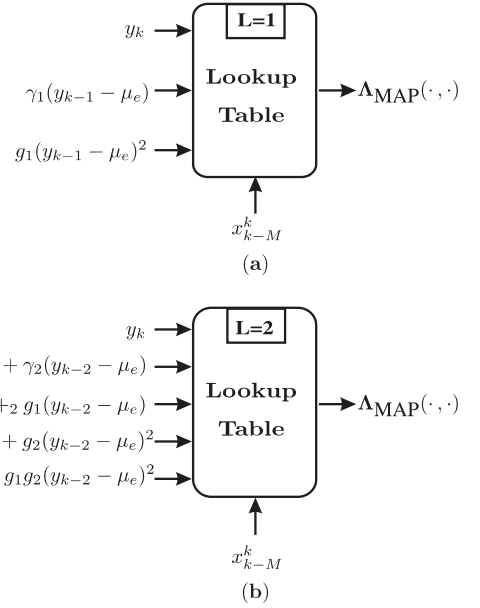 L=1
y_k
Lookup
γ_1(y_{k−1} − μ_e)
Λ_MAP(· , ·)
Table
g_1(y_{k−1} − μ_e)^2
x^k_{k−M}
(a)
L=2
y_k
+ γ_2(y_{k−2} − μ_e)
Lookup
+_2 g_1(y_{k−2} − μ_e)
Λ_MAP(· , ·)
Table
+ g_2(y_{k−2} − μ_e)^2
g_1g_2(y_{k−2} − μ_e)^2
x^k_{k−M}
(b)